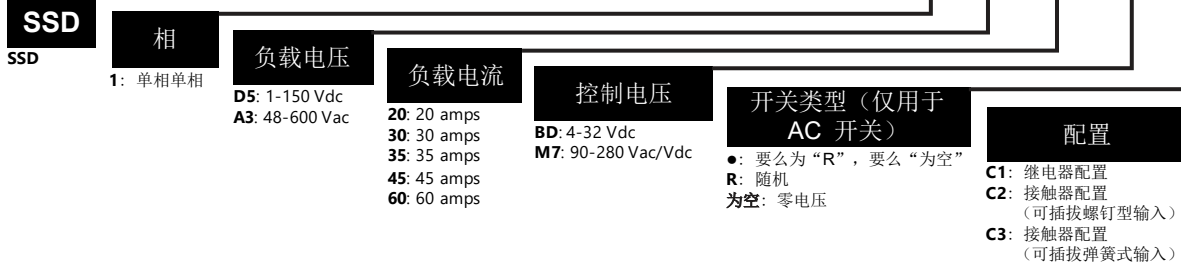 SSD
SSD
相
1：单相单相
负载电压
D5: 1-150 Vdc
A3: 48-600 Vac
负载电流
20: 20 amps
30: 30 amps
35: 35 amps
45: 45 amps
60: 60 amps
控制电压
BD: 4-32 Vdc
M7: 90-280 Vac/Vdc
开关类型（仅用于
AC 开关）
●：要么为“R”，要么“为空”
R：随机
为空：零电压
配置
C1：继电器配置
C2：接触器配置
（可插拔螺钉型输入）
C3：接触器配置
（可插拔弹簧式输入）